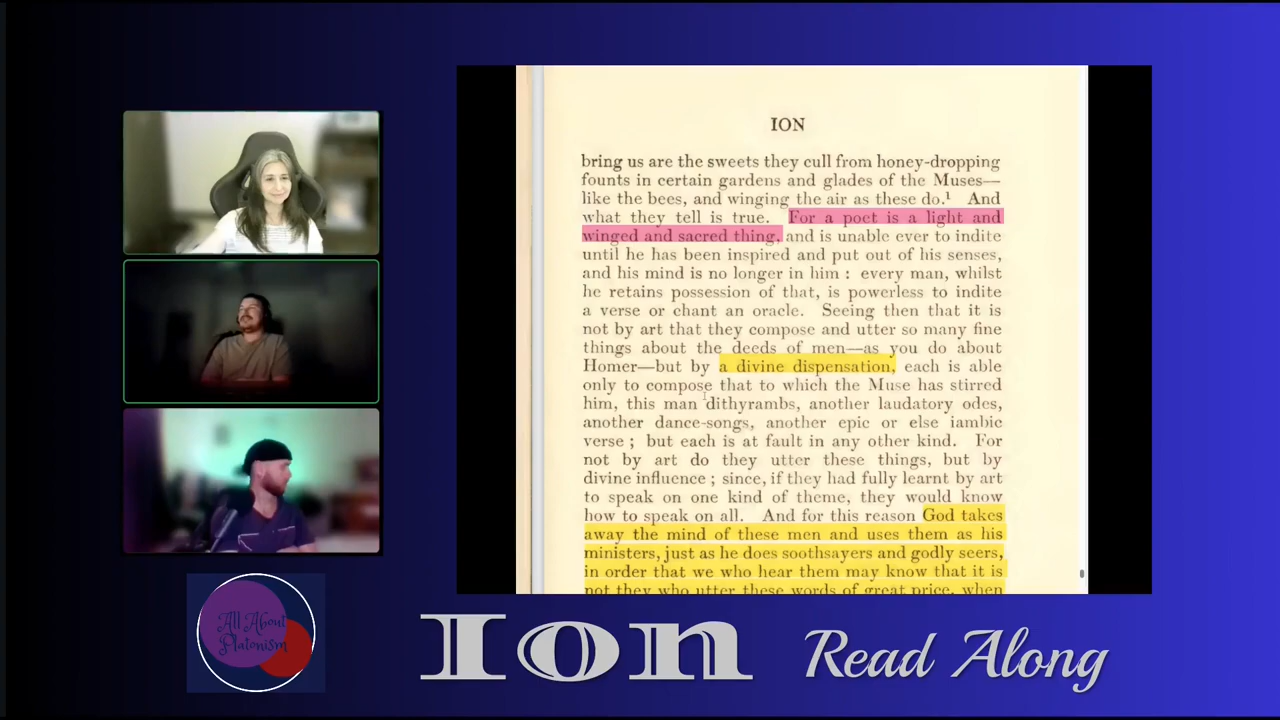 ION
bring us are the sweets they cull from honey-dropping
founts in certain gardens and glades of the Muses—
like the bees, and winging the air as these do.¹ And
what they tell is true. For a poet is a light and
winged and sacred thing, and is unable ever to indite
until he has been inspired and put out of his senses,
and his mind is no longer in him : every man, whilst
he retains possession of that, is powerless to indite
a verse or chant an oracle. Seeing then that it is
not by art that they compose and utter so many fine
things about the deeds of men—as you do about
Homer—but by a divine dispensation, each is able
only to compose that to which the Muse has stirred
him, this man dithyrambs, another laudatory odes,
another dance-songs, another epic or else iambic
verse ; but each is at fault in any other kind. For
not by art do they utter these things, but by
divine influence ; since, if they had fully learnt by art
to speak on one kind of theme, they would know
how to speak on all. And for this reason God takes
away the mind of these men and uses them as his
ministers, just as he does soothsayers and godly seers,
in order that we who hear them may know that it is
not they who utter these words of great price, when
All About
Platonism
Ion Read Along